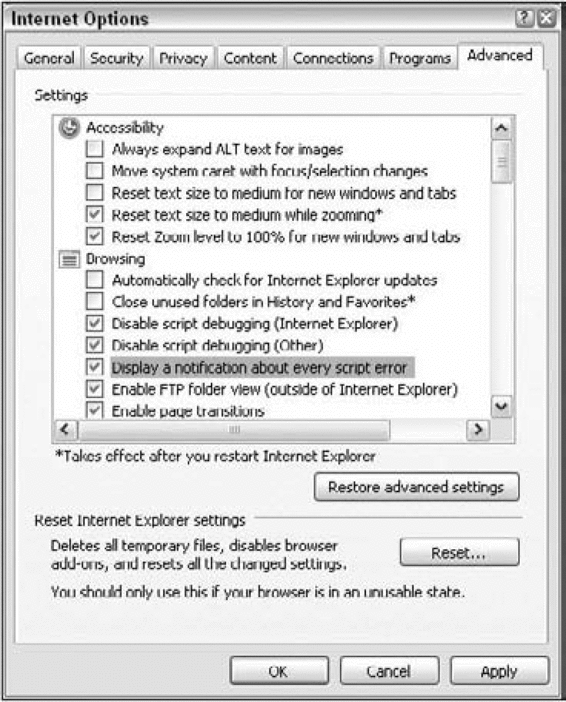 Internet Options
General Security Privacy Content Connections Programs Advanced
Settings
Accessibility
Always expand ALT text for images
Move system caret with focus/selection changes
Reset text size to medium for new windows and tabs
Reset text size to medium while zooming*
Reset Zoom level to 100% for new windows and tabs
Browsing
Automatically check for Internet Explorer updates
Close unused folders in History and Favorites*
Disable script debugging (Internet Explorer)
Disable script debugging (Other)
Display a notification about every script error
Enable FTP folder view (outside of Internet Explorer)
Enable page transitions
*Takes effect after you restart Internet Explorer
Restore advanced settings
Reset Internet Explorer settings
Deletes all temporary files, disables browser
add-ons, and resets all the changed settings.
Reset...
You should only use this if your browser is in an unusable state.
OK Cancel Apply